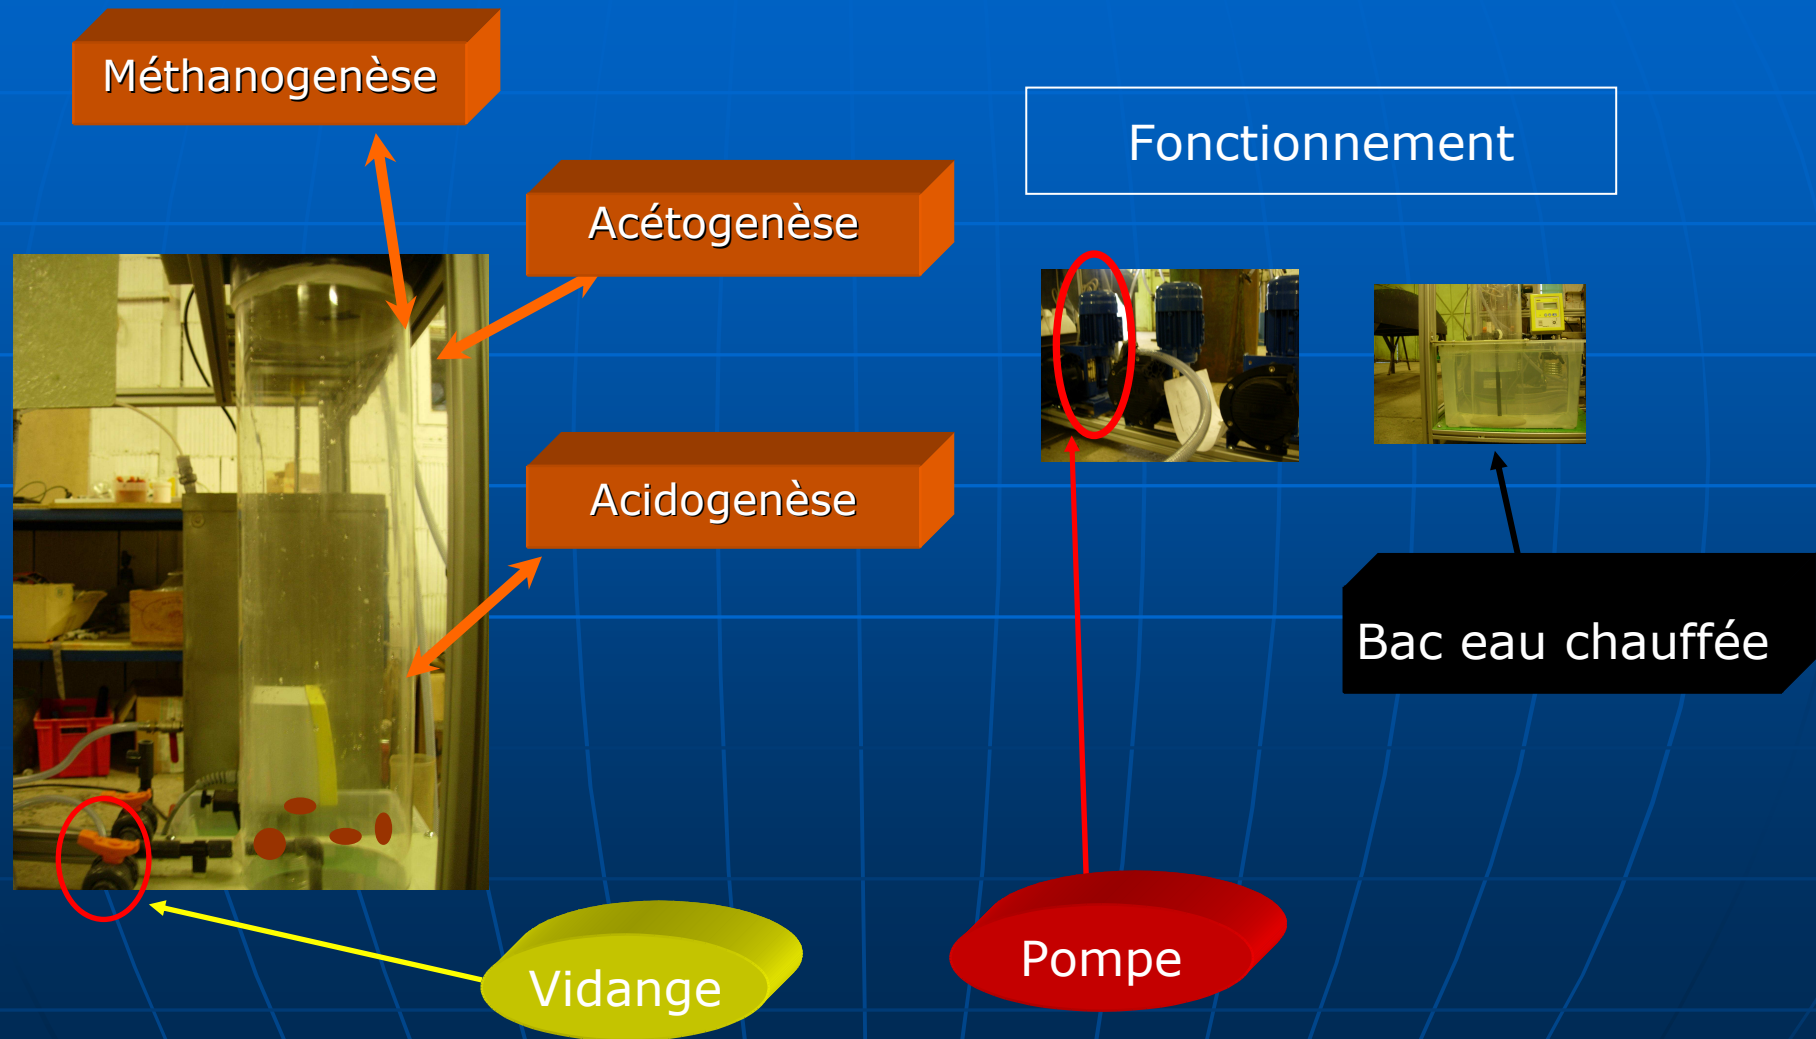 Méthanogenèse
Fonctionnement
Acétogenèse
Acidogenèse
Bac eau chauffée
Pompe
Vidange